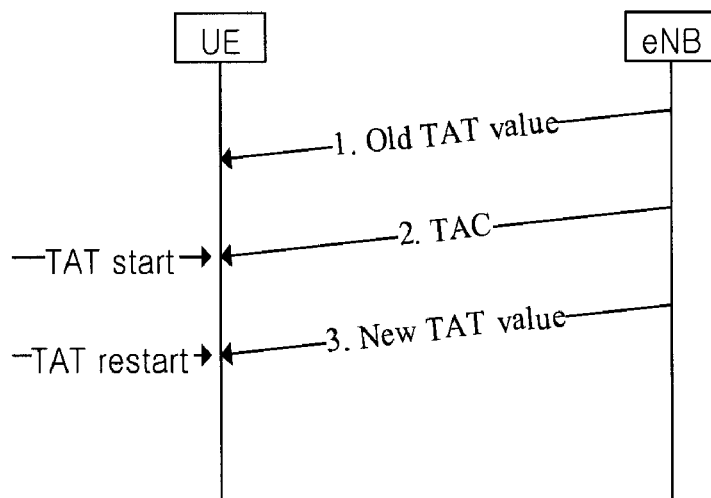 UE
eNB
1. Old TAT value
2. TAC
TAT start
3. New TAT value
TAT restart